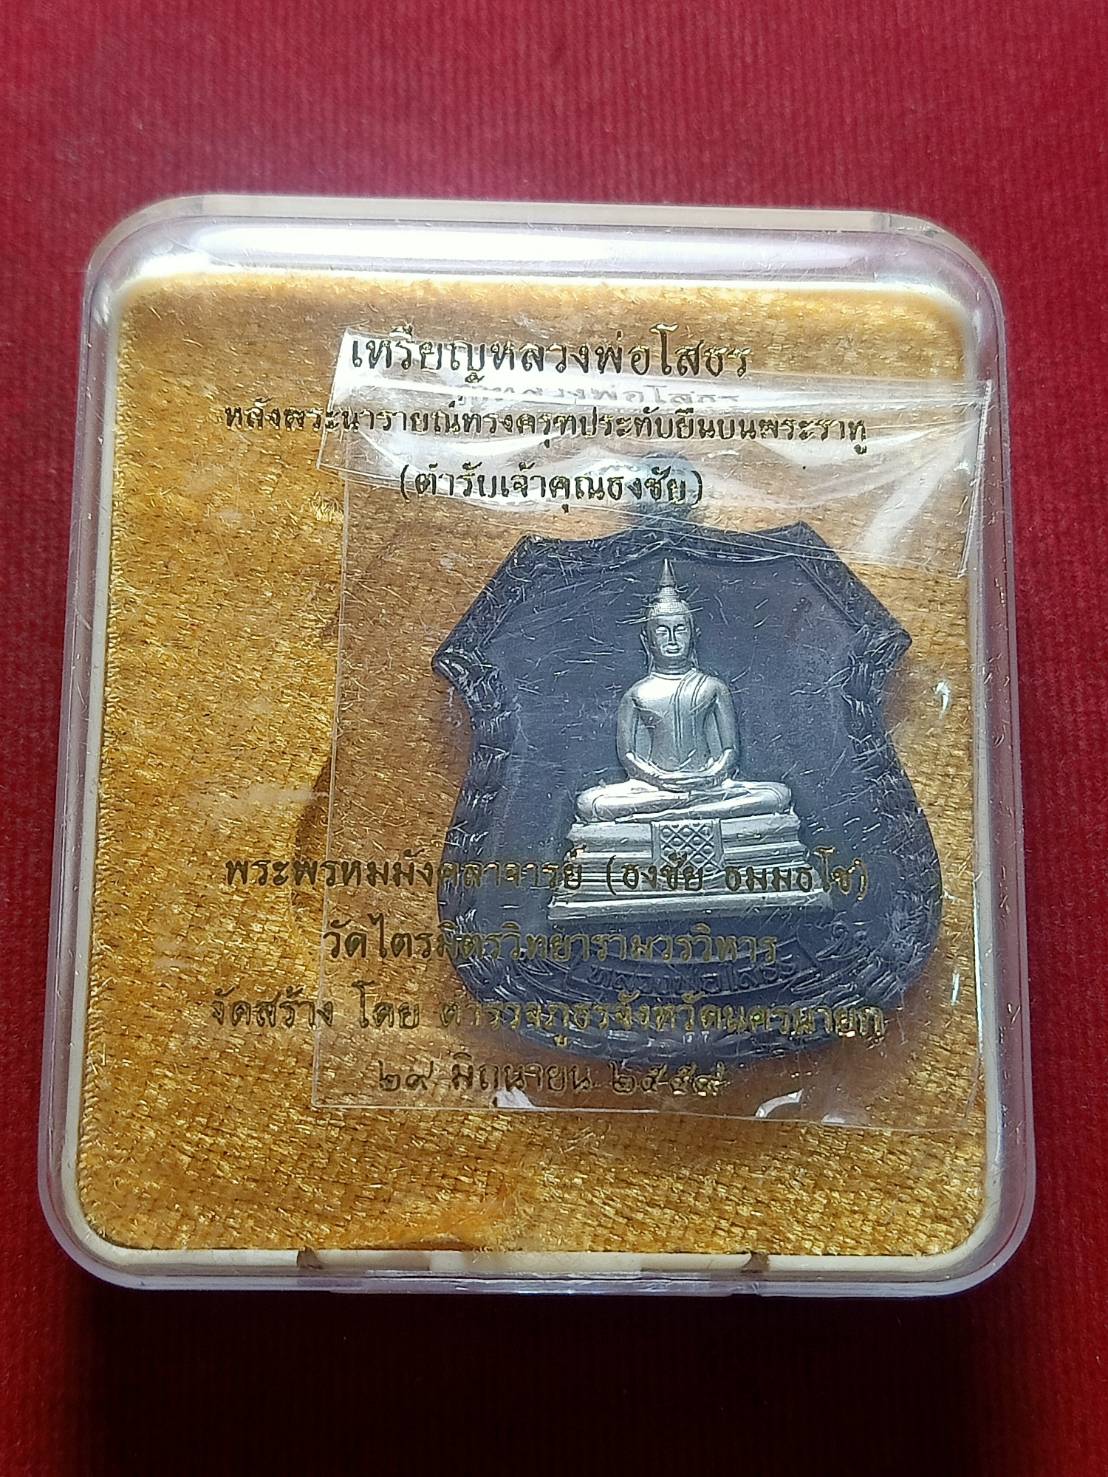 เหรียญหลวงพ่อโสธร
หลังพระนารายณ์ทรงครุฑประทับยืนบนพระราหู
(ตำรับเจ้าคุณธงชัย)
พระพรหมมังคลาจารย์ (ธงชัย ธมมธโช)
วัดไตรมิตรวิทยารามวรวิหาร
หลวงพ่อโสธร
จัดสร้าง โดย ตำรวจภูธรจังหวัดนครนายก
๒๙ มิถุนายน ๒๕๕๙